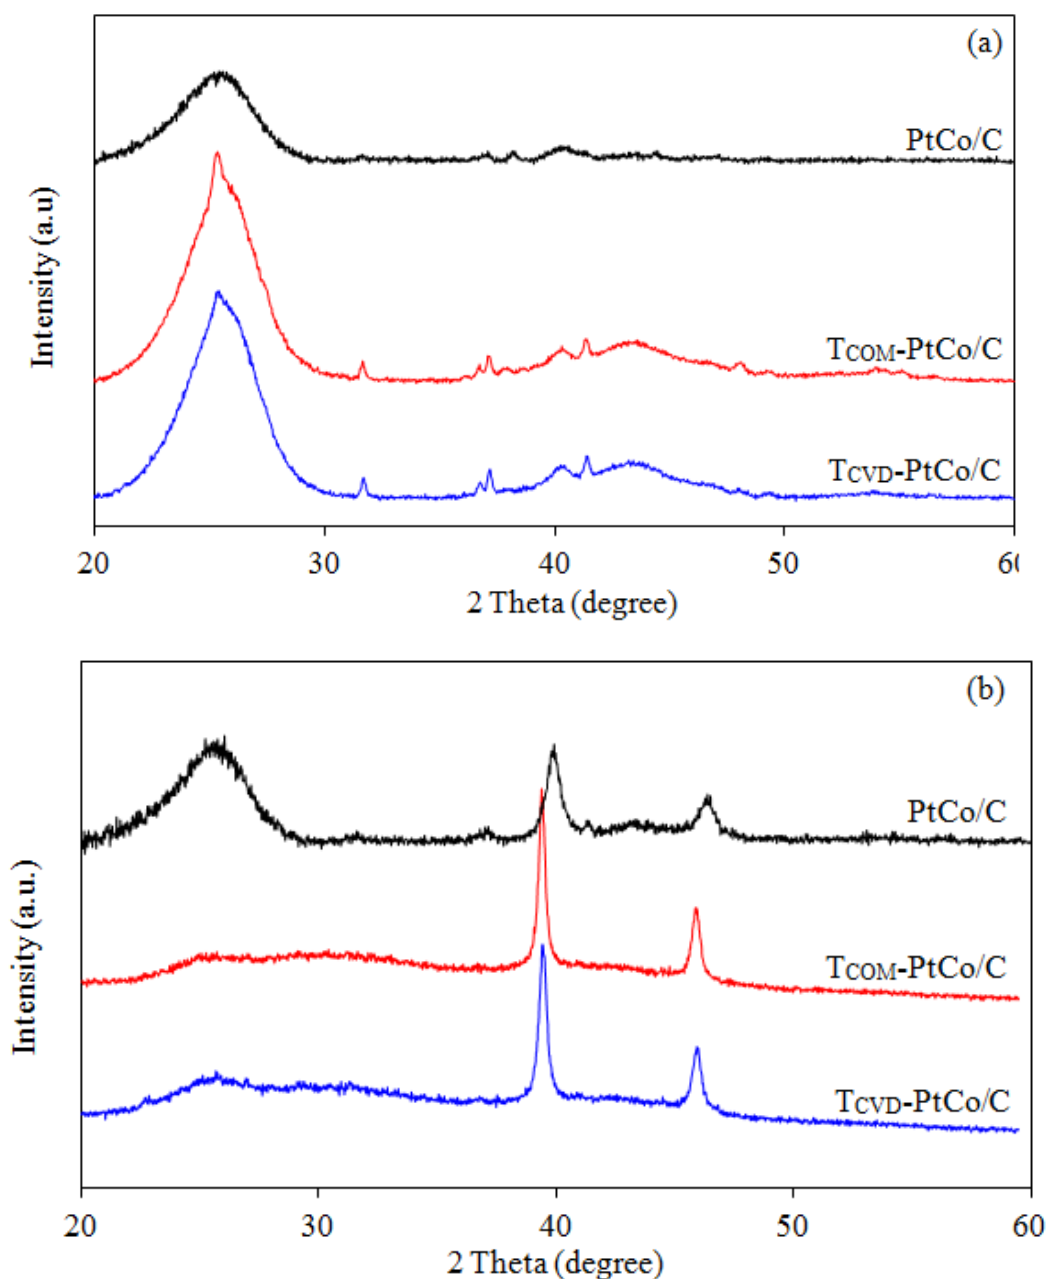 (a)
PtCo/C
TCOM-PtCo/C
TCVD-PtCo/C
Intensity (a.u)
20 30 40 50 6
2 Theta (degree)
(b)
PtCo/C
TCOM-PtCo/C
TCVD-PtCo/C
Intensity (a.u.)
20 30 40 50 60
2 Theta (degree)